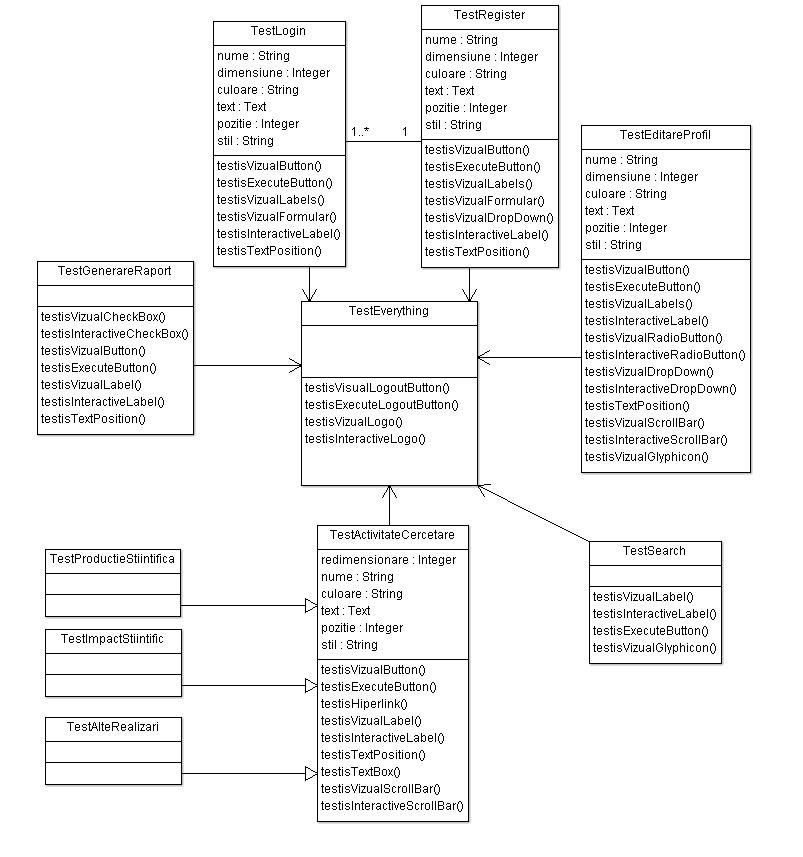 TestLogin
nume : String
dimensiune : Integer
culoare : String
text : Text
pozitie : Integer
stil : String
testisVizualButton()
testisExecuteButton()
testisVizualLabels()
testisVizualFormular()
testisInteractiveLabel()
testisTextPosition()
1..*
1
TestRegister
nume : String
dimensiune : Integer
culoare : String
text : Text
pozitie : Integer
stil : String
testisVizualButton()
testisExecuteButton()
testisVizualLabels()
testisVizualFormular()
testisVizualDropDown()
testisInteractiveLabel()
testisTextPosition()
TestEditareProfil
nume : String
dimensiune : Integer
culoare : String
text : Text
pozitie : Integer
stil : String
testisVizualButton()
testisExecuteButton()
testisVizualLabels()
testisInteractiveLabel()
testisVizualRadioButton()
testisInteractiveRadioButton()
testisVizualDropDown()
testisInteractiveDropDown()
testisTextPosition()
testisVizualScrollBar()
testisInteractiveScrollBar()
testisVizualGlyphicon()
TestGenerareRaport
testisVizualCheckBox()
testisInteractiveCheckBox()
testisVizualButton()
testisExecuteButton()
testisVizualLabel()
testisInteractiveLabel()
testisTextPosition()
TestEverything
testisVisualLogoutButton()
testisExecuteLogoutButton()
testisVizualLogo()
testisInteractiveLogo()
TestActivitateCercetare
redimensionare : Integer
nume : String
culoare : String
text : Text
pozitie : Integer
stil : String
testisVizualButton()
testisExecuteButton()
testisHiperlink()
testisVizualLabel()
testisInteractiveLabel()
testisTextPosition()
testisTextBox()
testisVizualScrollBar()
testisInteractiveScrollBar()
TestSearch
testisVizualLabel()
testisInteractiveLabel()
testisExecuteButton()
testisVizualGlyphicon()
TestProductieStiintifica
TestImpactStiintific
TestAlteRealizari